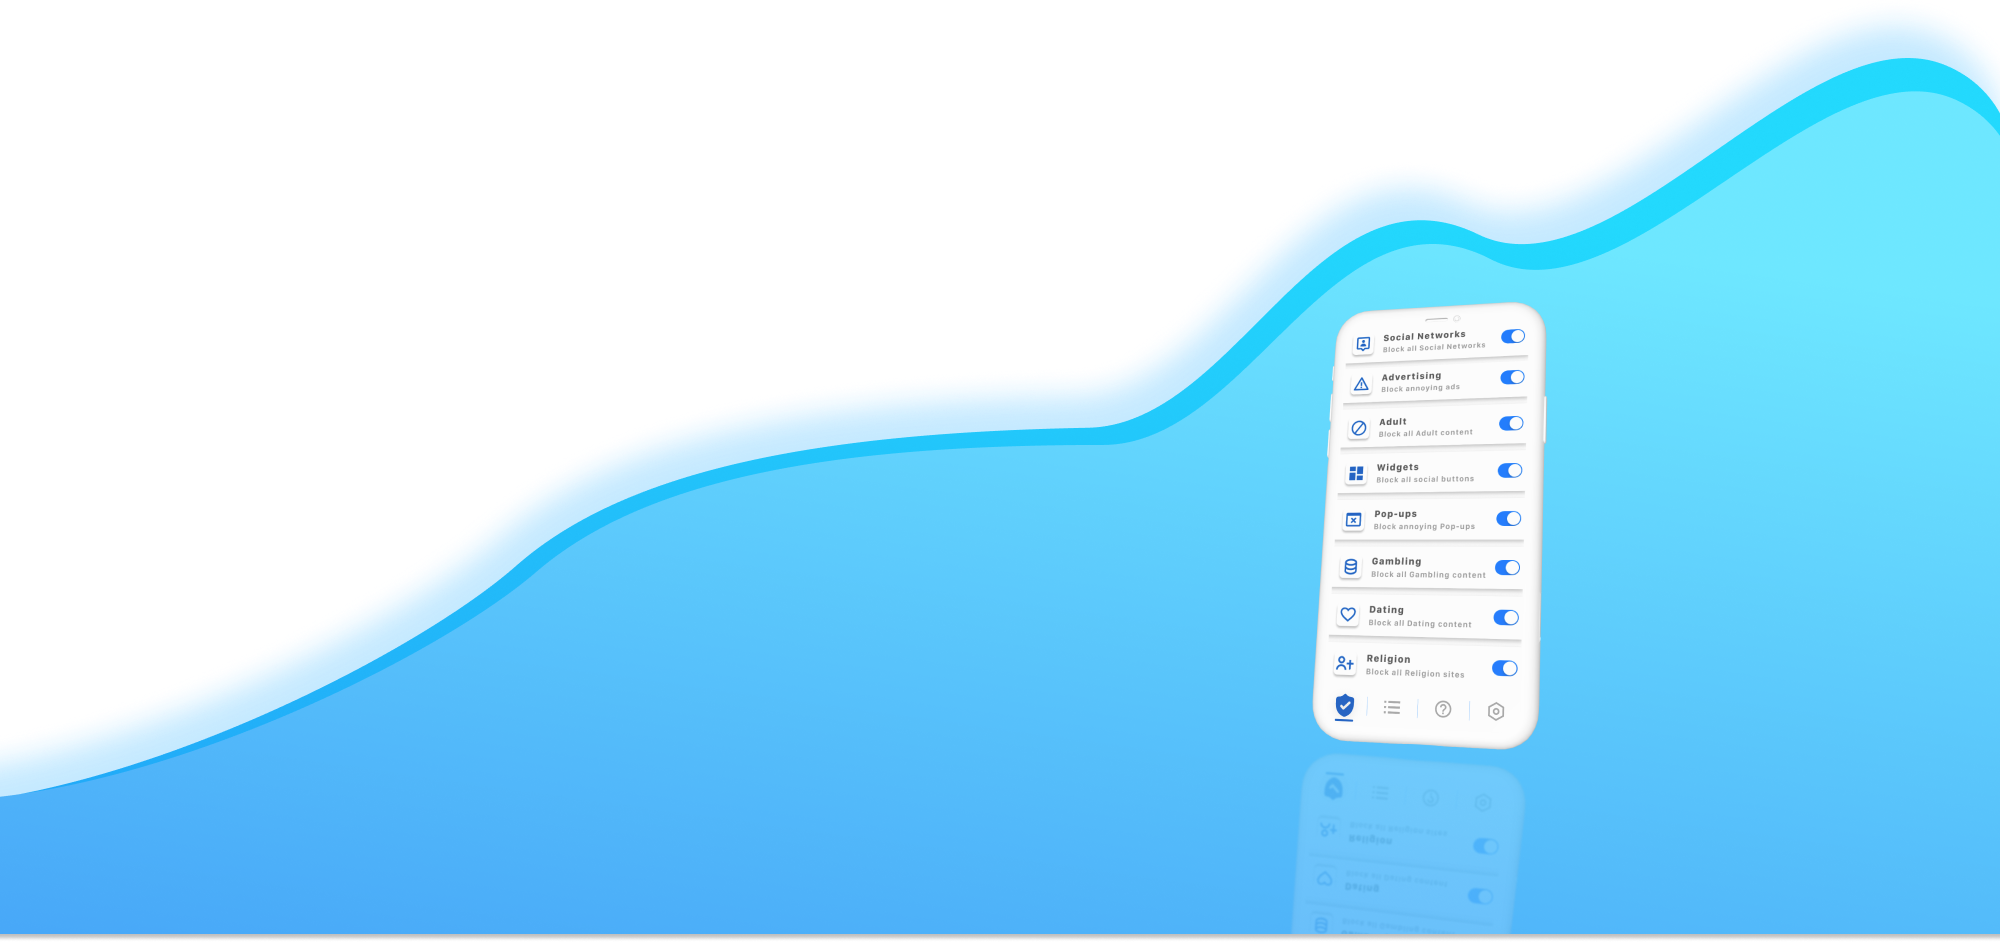 Social Networks
Block all Social Networks
Advertising
Block annoying ads
Adult
Block all Adult content
Widgets
Block all social buttons
Pop-ups
Block annoying Pop-ups
Gambling
Block all Gambling content
Dating
Block all Dating content
Religion
Block all Religion sites